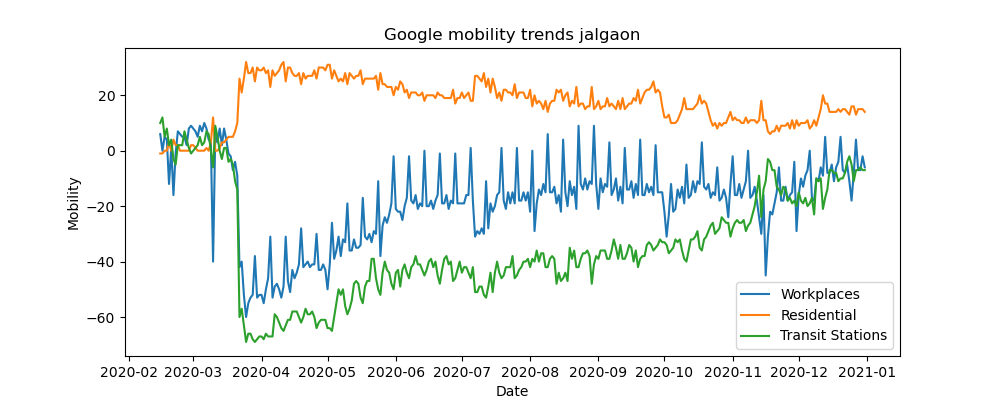 Google mobility trends jalgaon
Mobility
20
0
−20
−40
−60
Workplaces
Residential
Transit Stations
2020-02 2020-03 2020-04 2020-05 2020-06 2020-07 2020-08 2020-09 2020-10 2020-11 2020-12 2021-01
Date